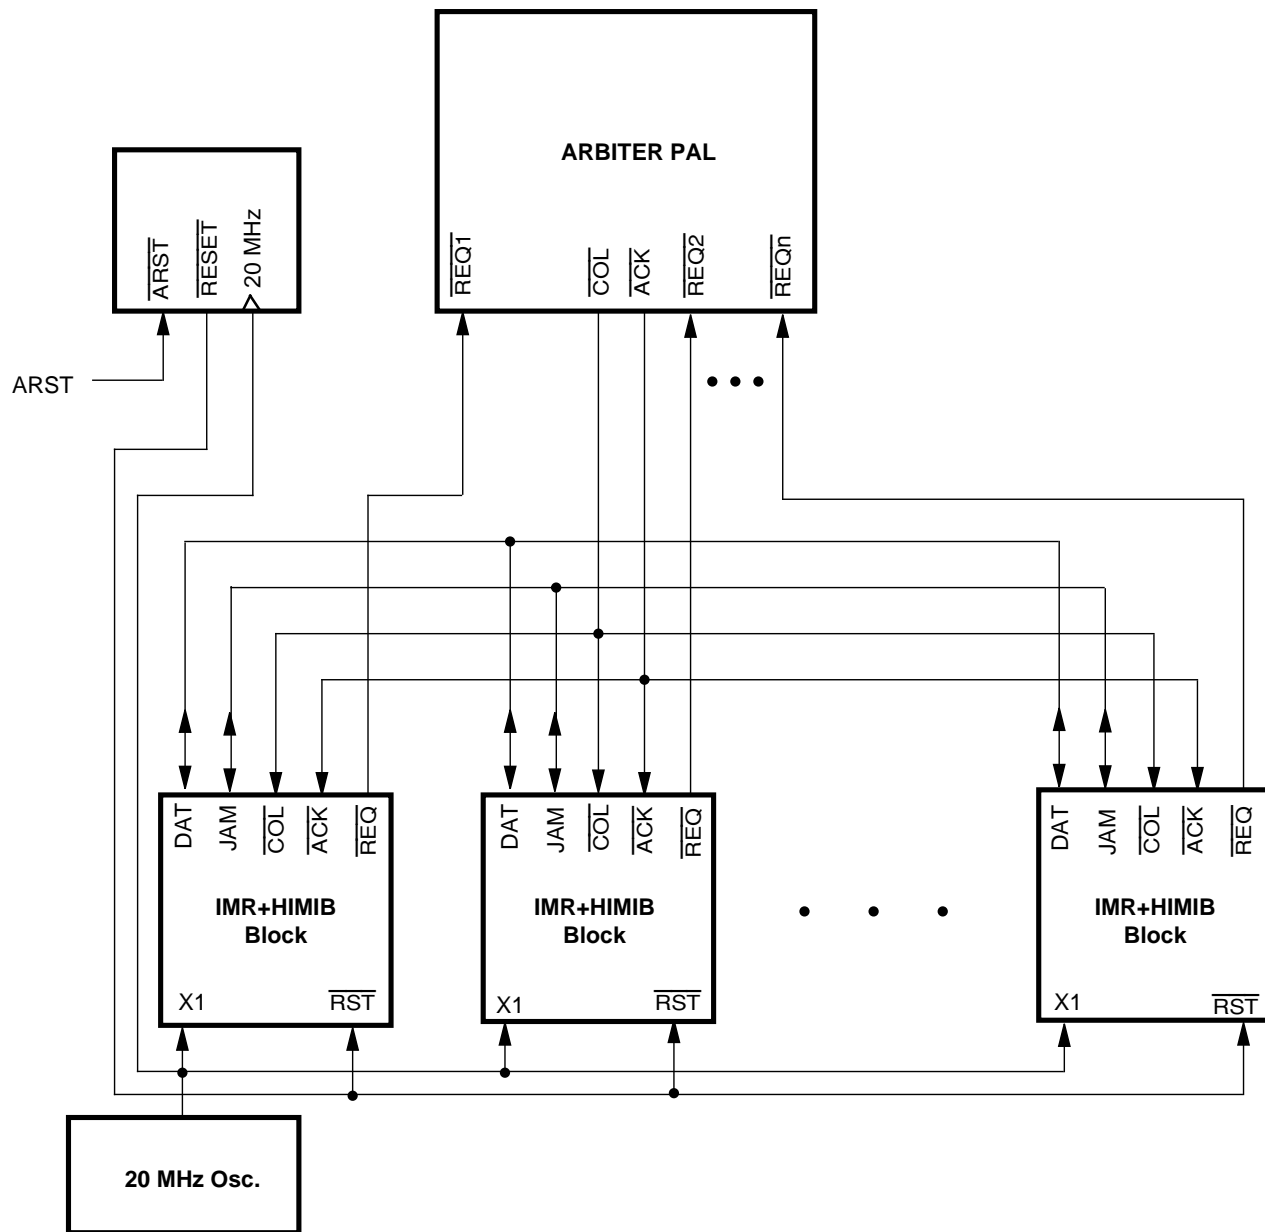 ARBITER PAL
ARST
RESET
20 MHz
REQ1
COL
ACK
REQ2
REQn
ARST
DAT
JAM
COL
ACK
REQ
IMR+HIMIB
Block
X1
RST
DAT
JAM
COL
ACK
REQ
IMR+HIMIB
Block
X1
RST
DAT
JAM
COL
ACK
REQ
IMR+HIMIB
Block
X1
RST
20 MHz Osc.